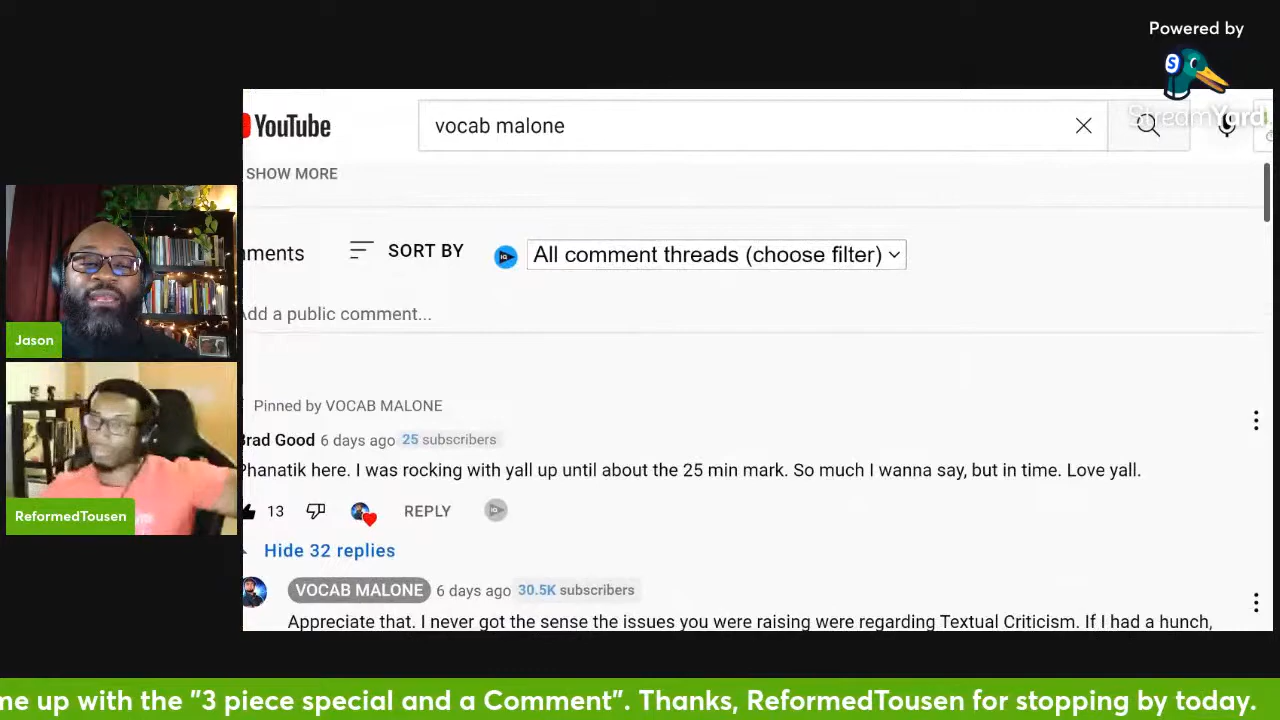 Powered by
S
StreamYard
YouTube
vocab malone
SHOW MORE
SORT BY
IQ
All comment threads (choose filter)
Add a public comment...
Pinned by VOCAB MALONE
Brad Good 6 days ago 25 subscribers
Phanatik here. I was rocking with yall up until about the 25 min mark. So much I wanna say, but in time. Love yall.
13 REPLY IQ
Hide 32 replies
VOCAB MALONE 6 days ago 30.5K subscribers
Appreciate that. I never got the sense the issues you were raising were regarding Textual Criticism. If I had a hunch,
Jason
ReformedTousen
me up with the "3 piece special and a Comment". Thanks, ReformedTousen for stopping by today.